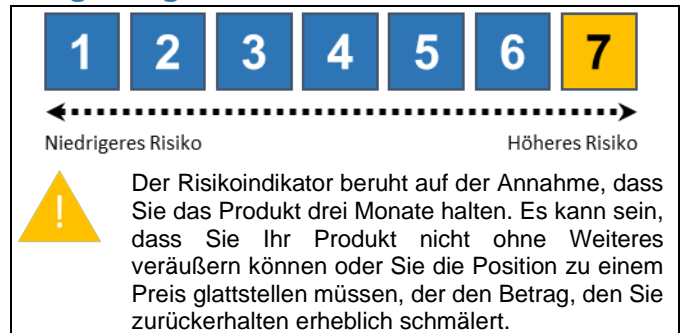 1 2 3 4 5 6 7
Niedrigeres Risiko Höheres Risiko
Der Risikoindikator beruht auf der Annahme, dass
Sie das Produkt drei Monate halten. Es kann sein,
dass Sie Ihr Produkt nicht ohne Weiteres
veräußern können oder Sie die Position zu einem
Preis glattstellen müssen, der den Betrag, den Sie
zurückerhalten erheblich schmälert.